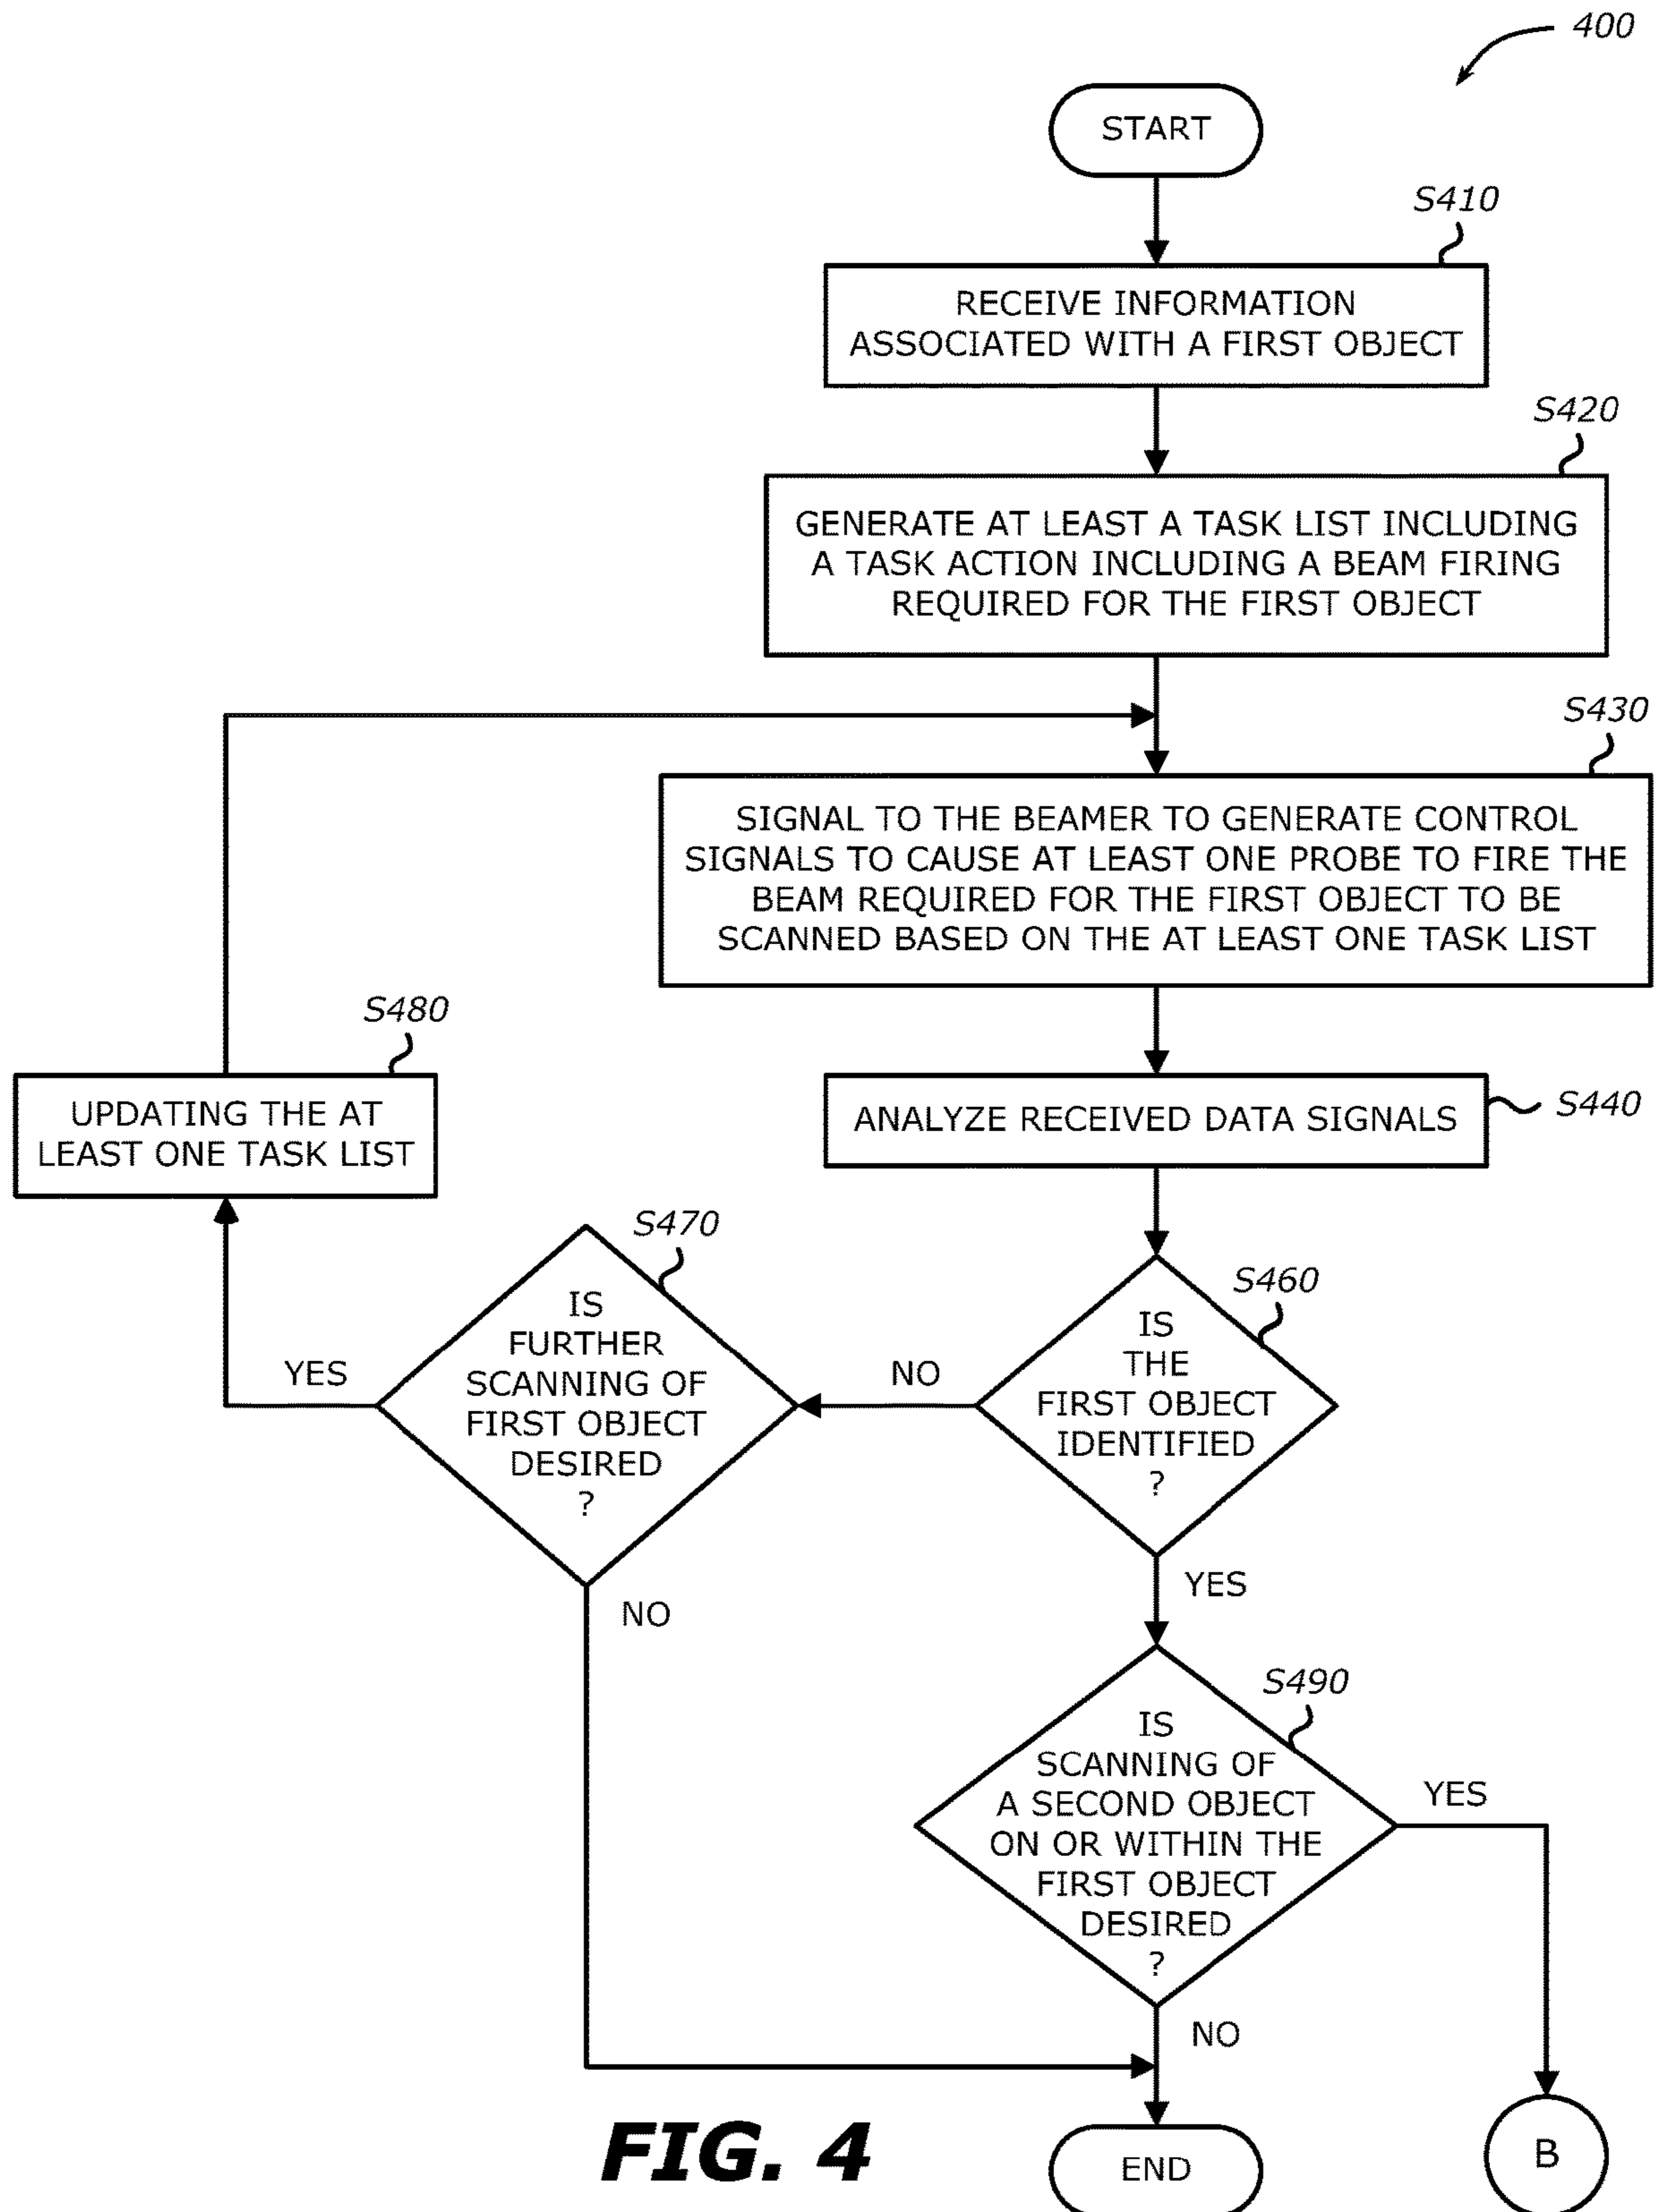 400
START
S410
RECEIVE INFORMATION
ASSOCIATED WITH A FIRST OBJECT
S420
GENERATE AT LEAST A TASK LIST INCLUDING
A TASK ACTION INCLUDING A BEAM FIRING
REQUIRED FOR THE FIRST OBJECT
S430
SIGNAL TO THE BEAMER TO GENERATE CONTROL
SIGNALS TO CAUSE AT LEAST ONE PROBE TO FIRE THE
BEAM REQUIRED FOR THE FIRST OBJECT TO BE
SCANNED BASED ON THE AT LEAST ONE TASK LIST
S480
UPDATING THE AT
LEAST ONE TASK LIST
ANALYZE RECEIVED DATA SIGNALS
S440
S470
IS
FURTHER
SCANNING OF
FIRST OBJECT
DESIRED
?
YES
NO
NO
S460
IS
THE
FIRST OBJECT
IDENTIFIED
?
YES
S490
IS
SCANNING OF
A SECOND OBJECT
ON OR WITHIN THE
FIRST OBJECT
DESIRED
?
YES
NO
END
B
FIG. 4